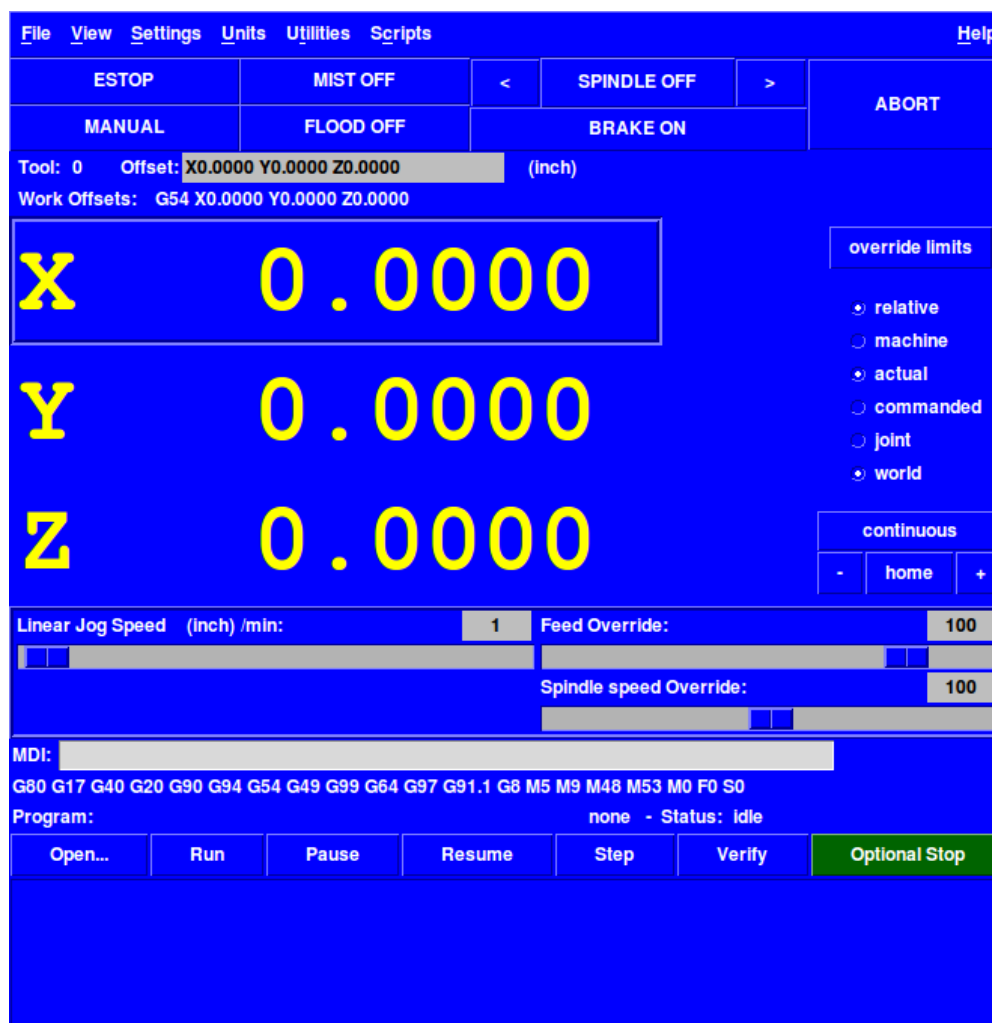 File View Settings Units Utilities Scripts Help
ESTOP MIST OFF < SPINDLE OFF > ABORT
MANUAL FLOOD OFF BRAKE ON
Tool: 0 Offset: X0.0000 Y0.0000 Z0.0000 (inch)
Work Offsets: G54 X0.0000 Y0.0000 Z0.0000
override limits
X 0.0000
relative
machine
actual
Y 0.0000
commanded
joint
world
Z 0.0000
continuous
- home +
Linear Jog Speed (inch) /min: 1 Feed Override: 100
Spindle speed Override: 100
MDI:
G80 G17 G40 G20 G90 G94 G54 G49 G99 G64 G97 G91.1 G8 M5 M9 M48 M53 M0 F0 S0
Program: none - Status: idle
Open... Run Pause Resume Step Verify Optional Stop